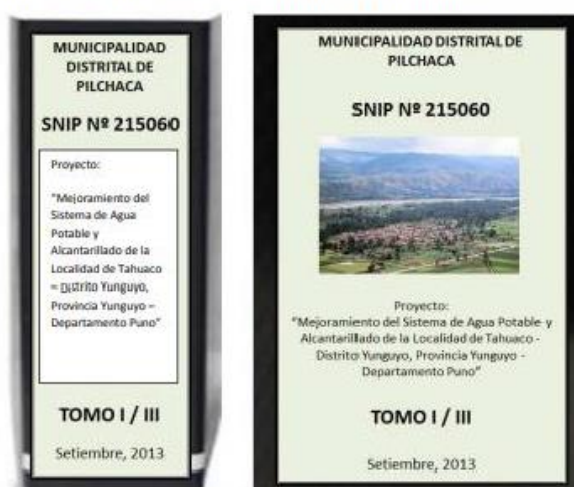 MUNICIPALIDAD
DISTRITAL DE
PILCHACA
SNIP Nº 215060
Proyecto:
"Mejoramiento del
Sistema de Agua
Potable y
Alcantarillado de la
Localidad de Tahuaco
– Distrito Yunguyo,
Provincia Yunguyo –
Departamento Puno"
TOMO I / III
Setiembre, 2013
MUNICIPALIDAD DISTRITAL DE
PILCHACA
SNIP Nº 215060
Proyecto:
"Mejoramiento del Sistema de Agua Potable y
Alcantarillado de la Localidad de Tahuaco -
Distrito Yunguyo, Provincia Yunguyo -
Departamento Puno"
TOMO I / III
Setiembre, 2013